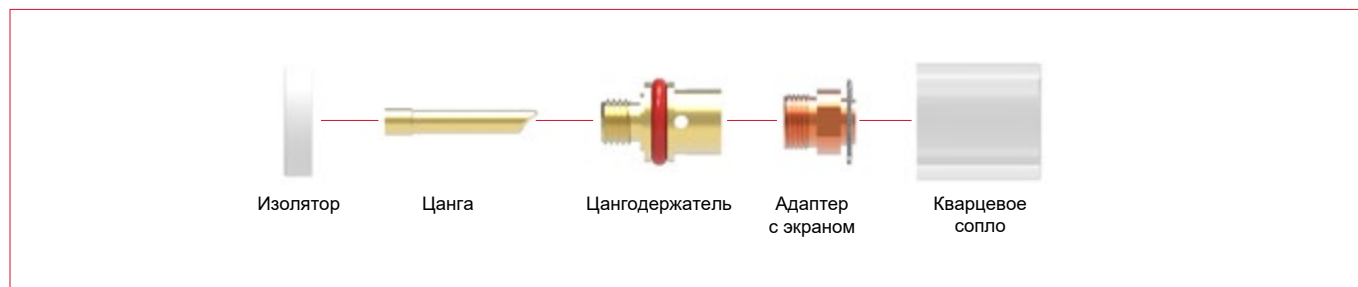 Изолятор
Цанга
Цангодержатель
Адаптер
с экраном
Кварцевое
сопло